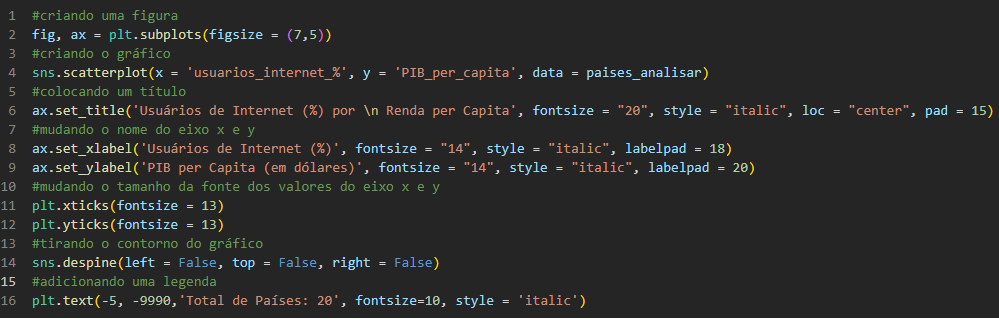 1 #criando uma figura
2 fig, ax = plt.subplots(figsize = (7,5))
3 #criando o gráfico
4 sns.scatterplot(x = 'usuarios_internet_%', y = 'PIB_per_capita', data = paises_analisar)
5 #colocando um título
6 ax.set_title('Usuários de Internet (%) por \n Renda per Capita', fontsize = "20", style = "italic", loc = "center", pad = 15)
7 #mudando o nome do eixo x e y
8 ax.set_xlabel('Usuários de Internet (%)', fontsize = "14", style = "italic", labelpad = 18)
9 ax.set_ylabel('PIB per Capita (em dólares)', fontsize = "14", style = "italic", labelpad = 20)
10 #mudando o tamanho da fonte dos valores do eixo x e y
11 plt.xticks(fontsize = 13)
12 plt.yticks(fontsize = 13)
13 #tirando o contorno do gráfico
14 sns.despine(left = False, top = False, right = False)
15 #adicionando uma legenda
16 plt.text(-5, -9990,'Total de Países: 20', fontsize=10, style = 'italic')